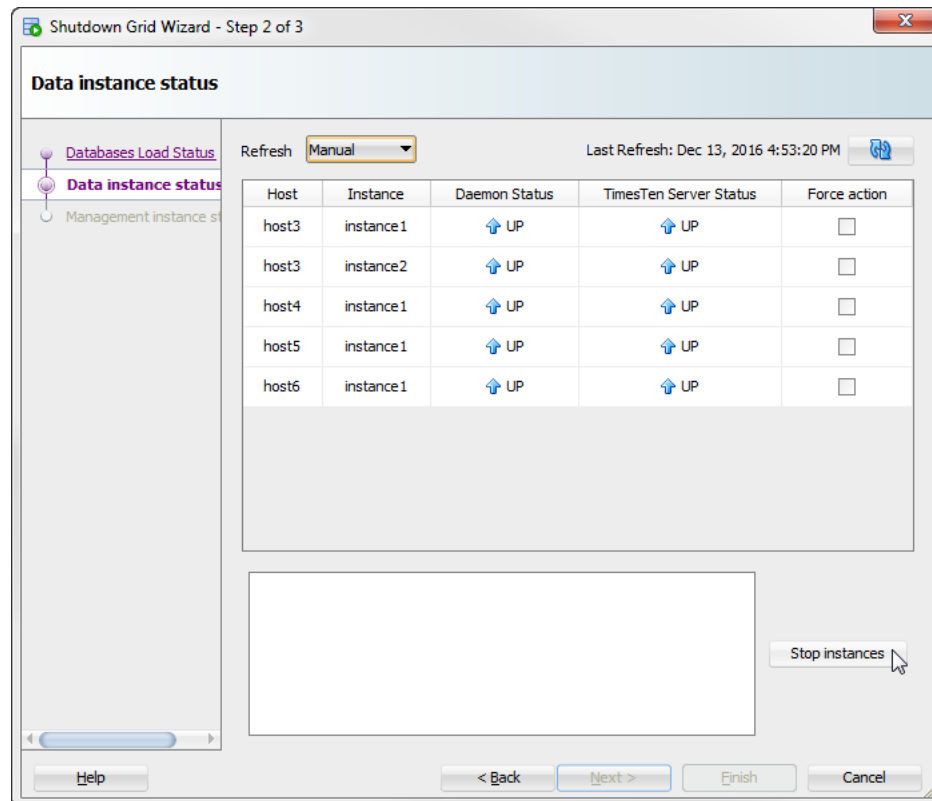 Shutdown Grid Wizard - Step 2 of 3
Data instance status
Databases Load Status
Data instance status
Management instance st
Refresh Manual Last Refresh: Dec 13, 2016 4:53:20 PM
Host Instance Daemon Status TimesTen Server Status Force action
host3 instance1 UP UP
host3 instance2 UP UP
host4 instance1 UP UP
host5 instance1 UP UP
host6 instance1 UP UP
Stop instances
Help < Back Next > Finish Cancel